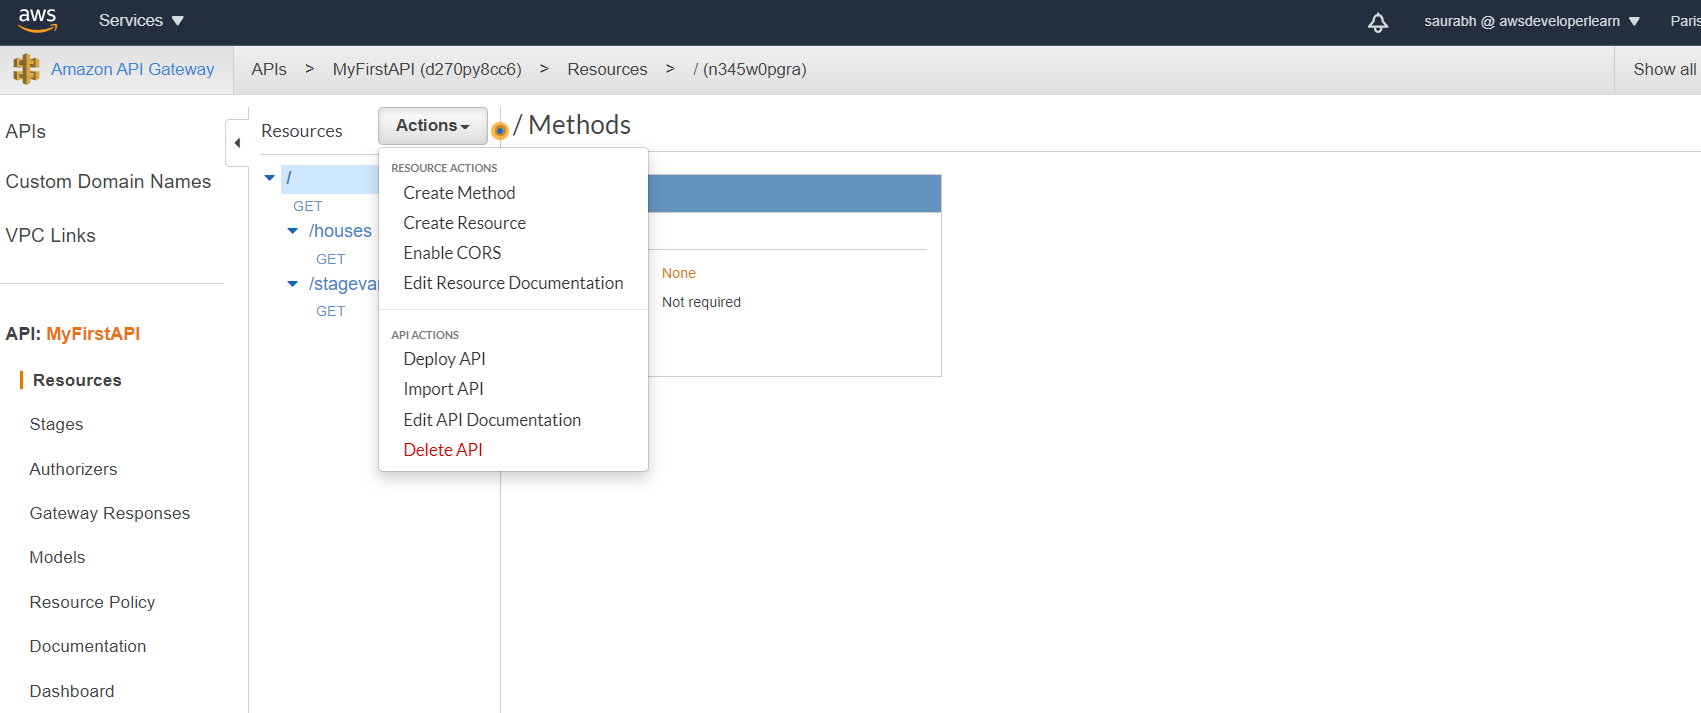 aws Services saurabh @ awsdeveloperlearn
Amazon API Gateway APIs > MyFirstAPI (d270py8cc6) > Resources > / (n345w0pgra) Show all
APIs
Custom Domain Names
VPC Links
API: MyFirstAPI
Resources
Stages
Authorizers
Gateway Responses
Models
Resource Policy
Documentation
Dashboard
Resources
Actions
/
GET
/houses
GET
GET
RESOURCE ACTIONS
Create Method
Create Resource
Enable CORS
Edit Resource Documentation
API ACTIONS
Deploy API
Import API
Edit API Documentation
Delete API
/ Methods
None
Not required